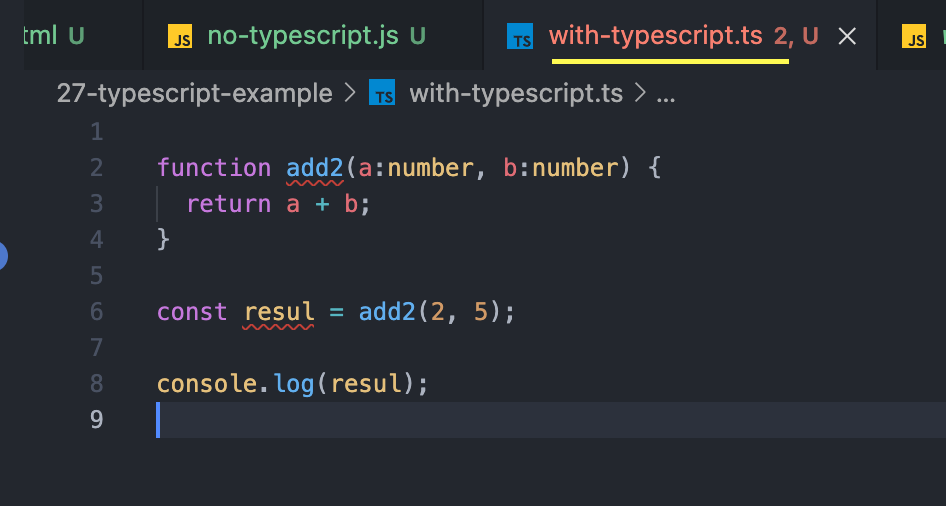 tml U JS no-typescript.js U TS with-typescript.ts 2, U × JS
27-typescript-example > TS with-typescript.ts > ...
1
2 function add2(a:number, b:number) {
3 return a + b;
4 }
5
6 const resul = add2(2, 5);
7
8 console.log(resul);
9